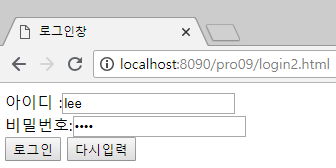 로그인창
localhost:8090/pro09/login2.html
아이디 :lee
비밀번호:••••
로그인 다시입력